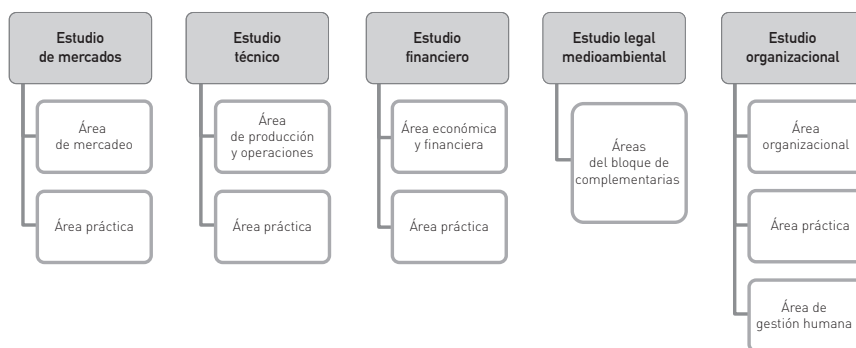 Estudio
de mercados
Área
de mercadeo
Área práctica
Estudio
técnico
Área
de producción
y operaciones
Área práctica
Estudio
financiero
Área económica
y financiera
Área práctica
Estudio legal
medioambiental
Áreas
del bloque de
complementarias
Estudio
organizacional
Área
organizacional
Área práctica
Área de
gestión humana